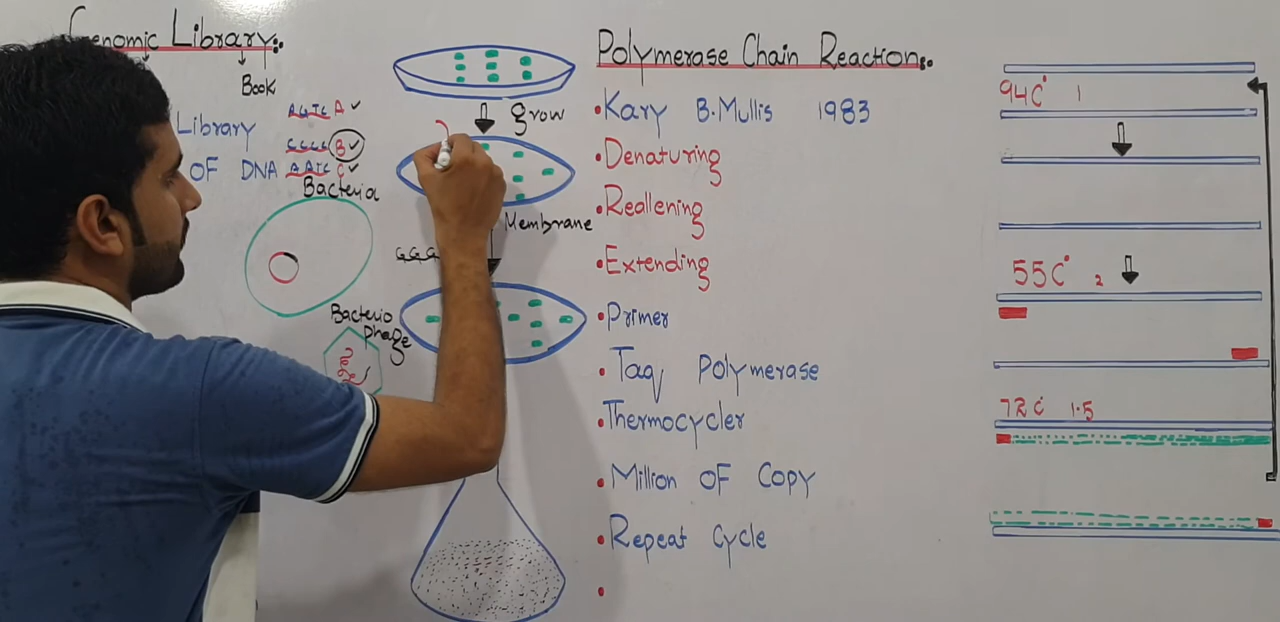 Genomic Library:.
Book
Library
OF DNA
AGTC A ✓
CCCC B ✓
AATC C ✓
Bacteria
Bacterio
phage
grow
Membrane
GGG
Polymerase Chain Reaction:.
• Kary B.Mullis 1983
• Denaturing
• Reallening
• Extending
• Primer
• Taq Polymerase
• Thermocycler
• Million OF Copy
• Repeat Cycle
•
94C° 1
55C° 2
72C° 1.5